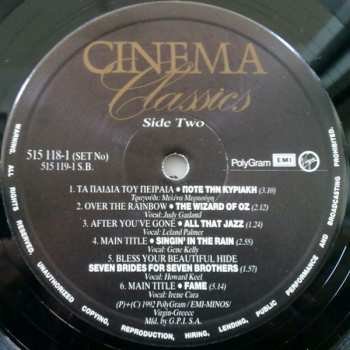 CINEMA
Classics
Side Two
515 118-1 (SET No)
515 119-1 S.B.
PolyGram EMI Virgin
1. ΤΑ ΠΑΙΔΙΑ ΤΟΥ ΠΕΙΡΑΙΑ ● ΠΟΤΕ ΤΗΝ ΚΥΡΙΑΚΗ (3.10)
Τραγούδι: Μελίνα Μερκούρη
2. OVER THE RAINBOW ● THE WIZARD OF OZ (2.12)
Vocal: Judy Garland
3. AFTER YOU'VE GONE ● ALL THAT JAZZ (1.24)
Vocal: Leland Palmer
4. MAIN TITLE ● SINGIN' IN THE RAIN (2.55)
Vocal: Gene Kelly
5. BLESS YOUR BEAUTIFUL HIDE
SEVEN BRIDES FOR SEVEN BROTHERS (1.57)
Vocal: Howard Keel
6. MAIN TITLE ● FAME (5.14)
Vocal: Irene Cara
(P)+(C) 1992 PolyGram / EMI-MINOS/
Virgin-Greece
Mfd. by G.P.I. S.A.
WARNING. ALL RIGHTS RESERVED. UNAUTHORIZED COPYING, REPRODUCTION, HIRING, LENDING, PUBLIC PERFORMANCE AND BROADCASTING PROHIBITED.